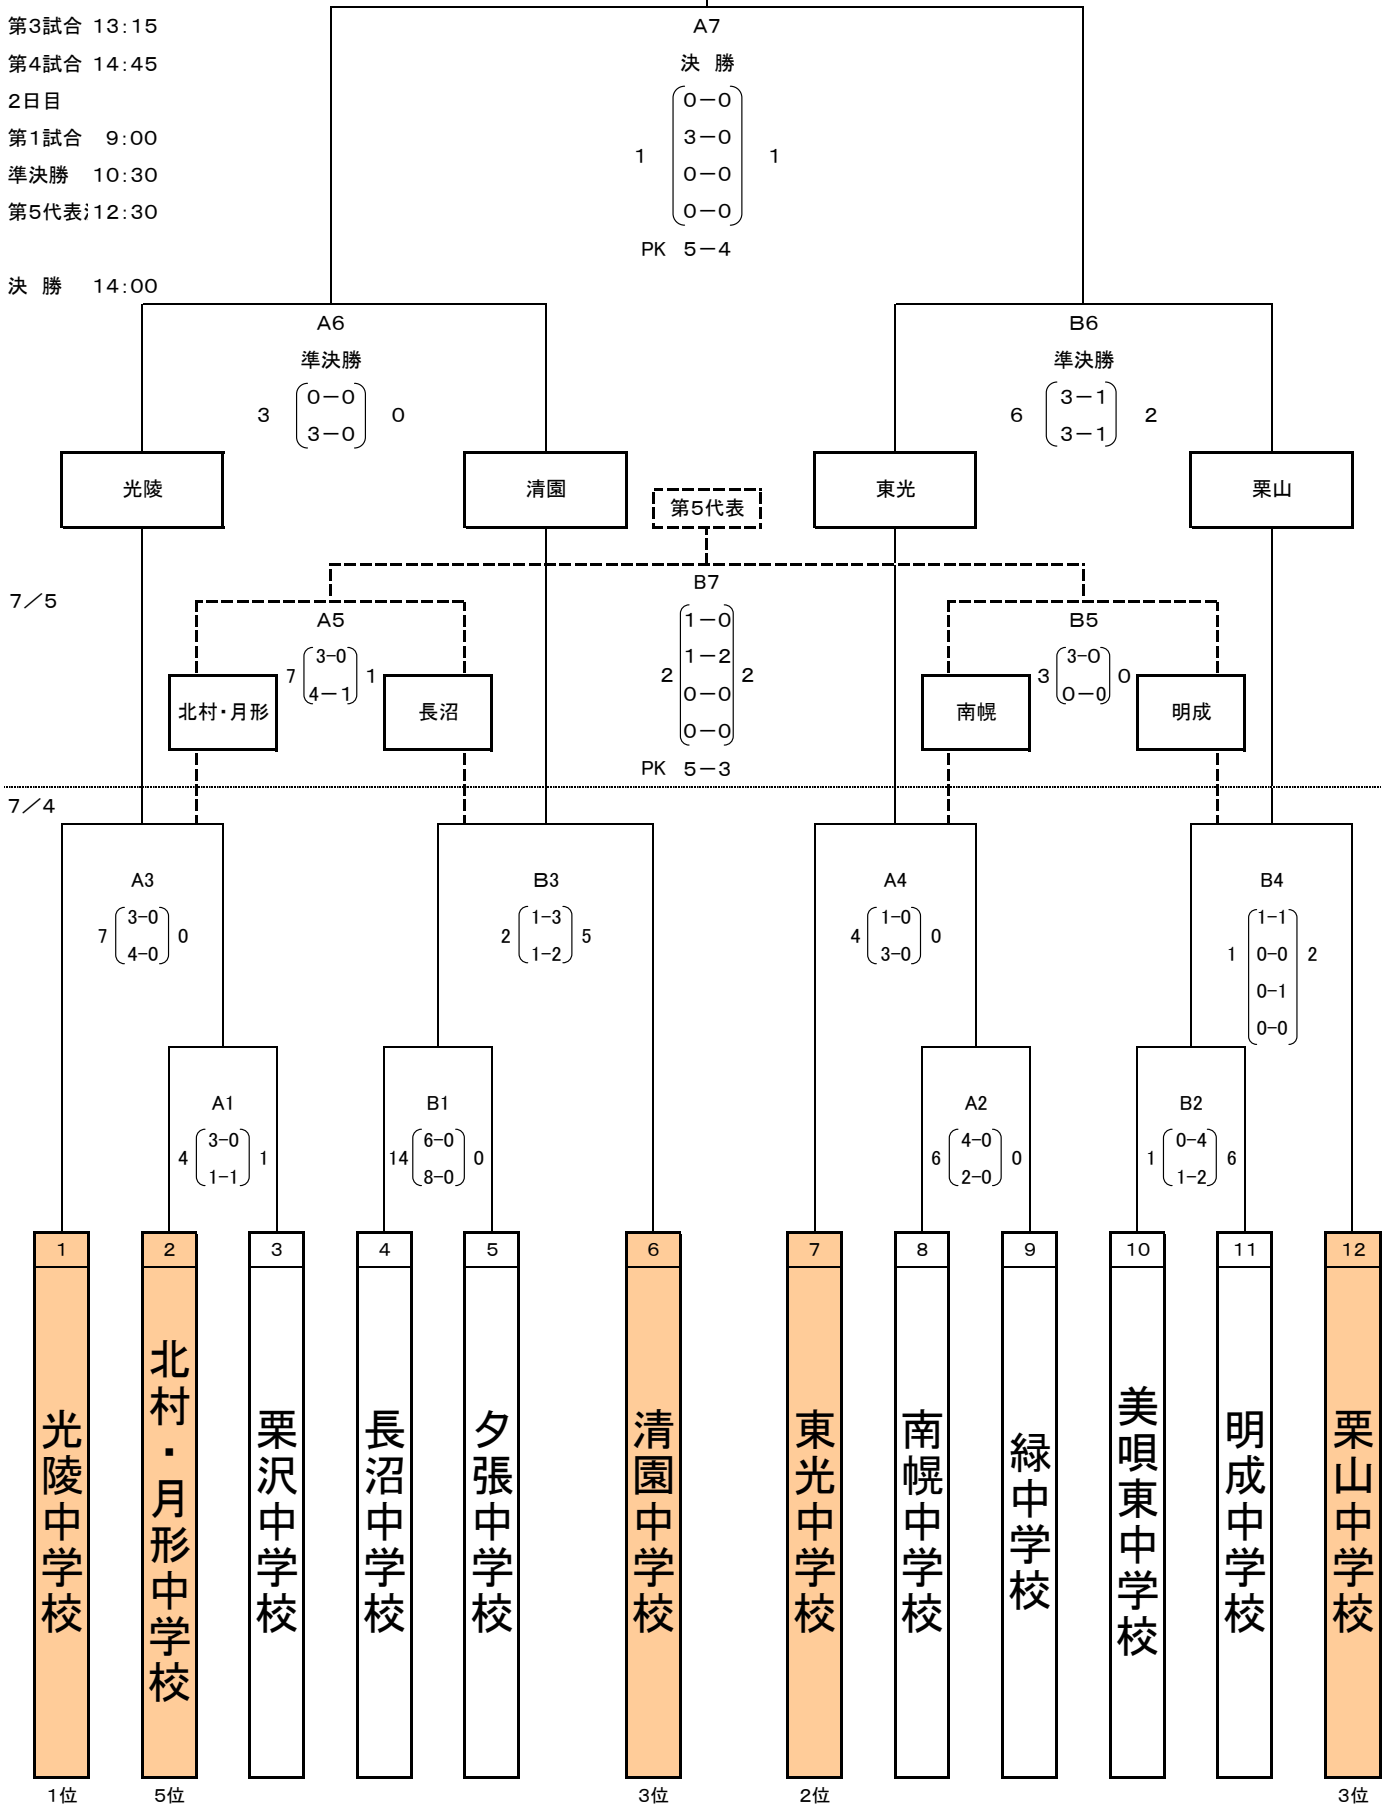 第3試合 13:15
第4試合 14:45
2日目
第1試合 9:00
準決勝 10:30
第5代表 12:30
決 勝 14:00
A7
決 勝
0－0
3－0
1 1
0－0
0－0
PK 5－4
A6
準決勝
0－0
3 0
3－0
B6
準決勝
3－1
6 2
3－1
光陵
清園
第5代表
東光
栗山
7／5
A5
3-0
7 1
4－1
B7
1－0
1－2
2 2
0－0
0－0
PK 5－3
B5
3-0
3 0
0－0
北村・月形
長沼
南幌
明成
7／4
A3
3-0
7 0
4-0
B3
1-3
2 5
1-2
A4
1-0
4 0
3-0
B4
1-1
1 0-0 2
0-1
0-0
A1
3-0
4 1
1-1
B1
6-0
14 0
8-0
A2
4-0
6 0
2-0
B2
0-4
1 6
1-2
1 2 3 4 5 6 7 8 9 10 11 12
光陵中学校
北村・月形中学校
栗沢中学校
長沼中学校
夕張中学校
清園中学校
東光中学校
南幌中学校
緑中学校
美唄東中学校
明成中学校
栗山中学校
1位 5位 3位 2位 3位